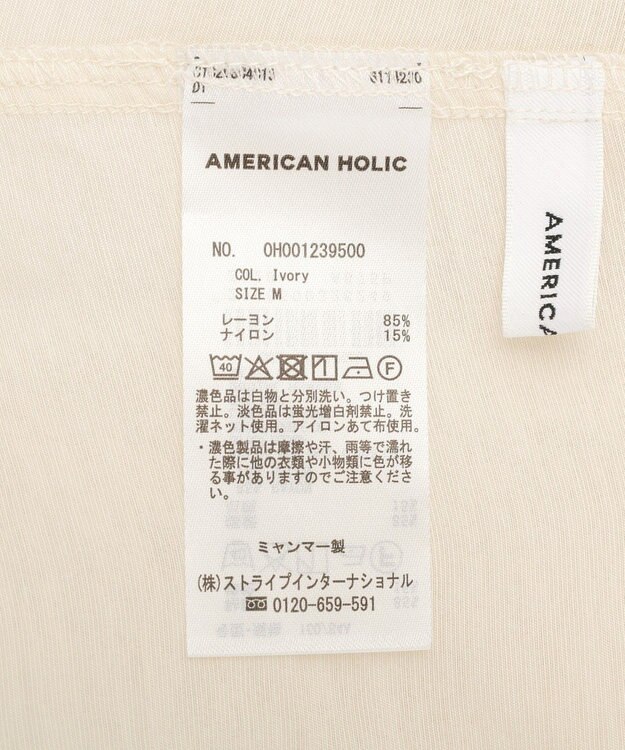 D1
AMERICAN HOLIC
NO. 0H001239500
COL. Ivory
SIZE M
レーヨン 85%
ナイロン 15%
40
F
濃色品は白物と分別洗い。つけ置き
禁止。淡色品は蛍光増白剤禁止。洗
濯ネット使用。アイロンあて布使用。
・濃色製品は摩擦や汗、雨等で濡れ
た際に他の衣類や小物類に色が移
る事がありますのでご注意くださ
い。
ミャンマー製
(株)ストライプインターナショナル
0120-659-591
AMERICA